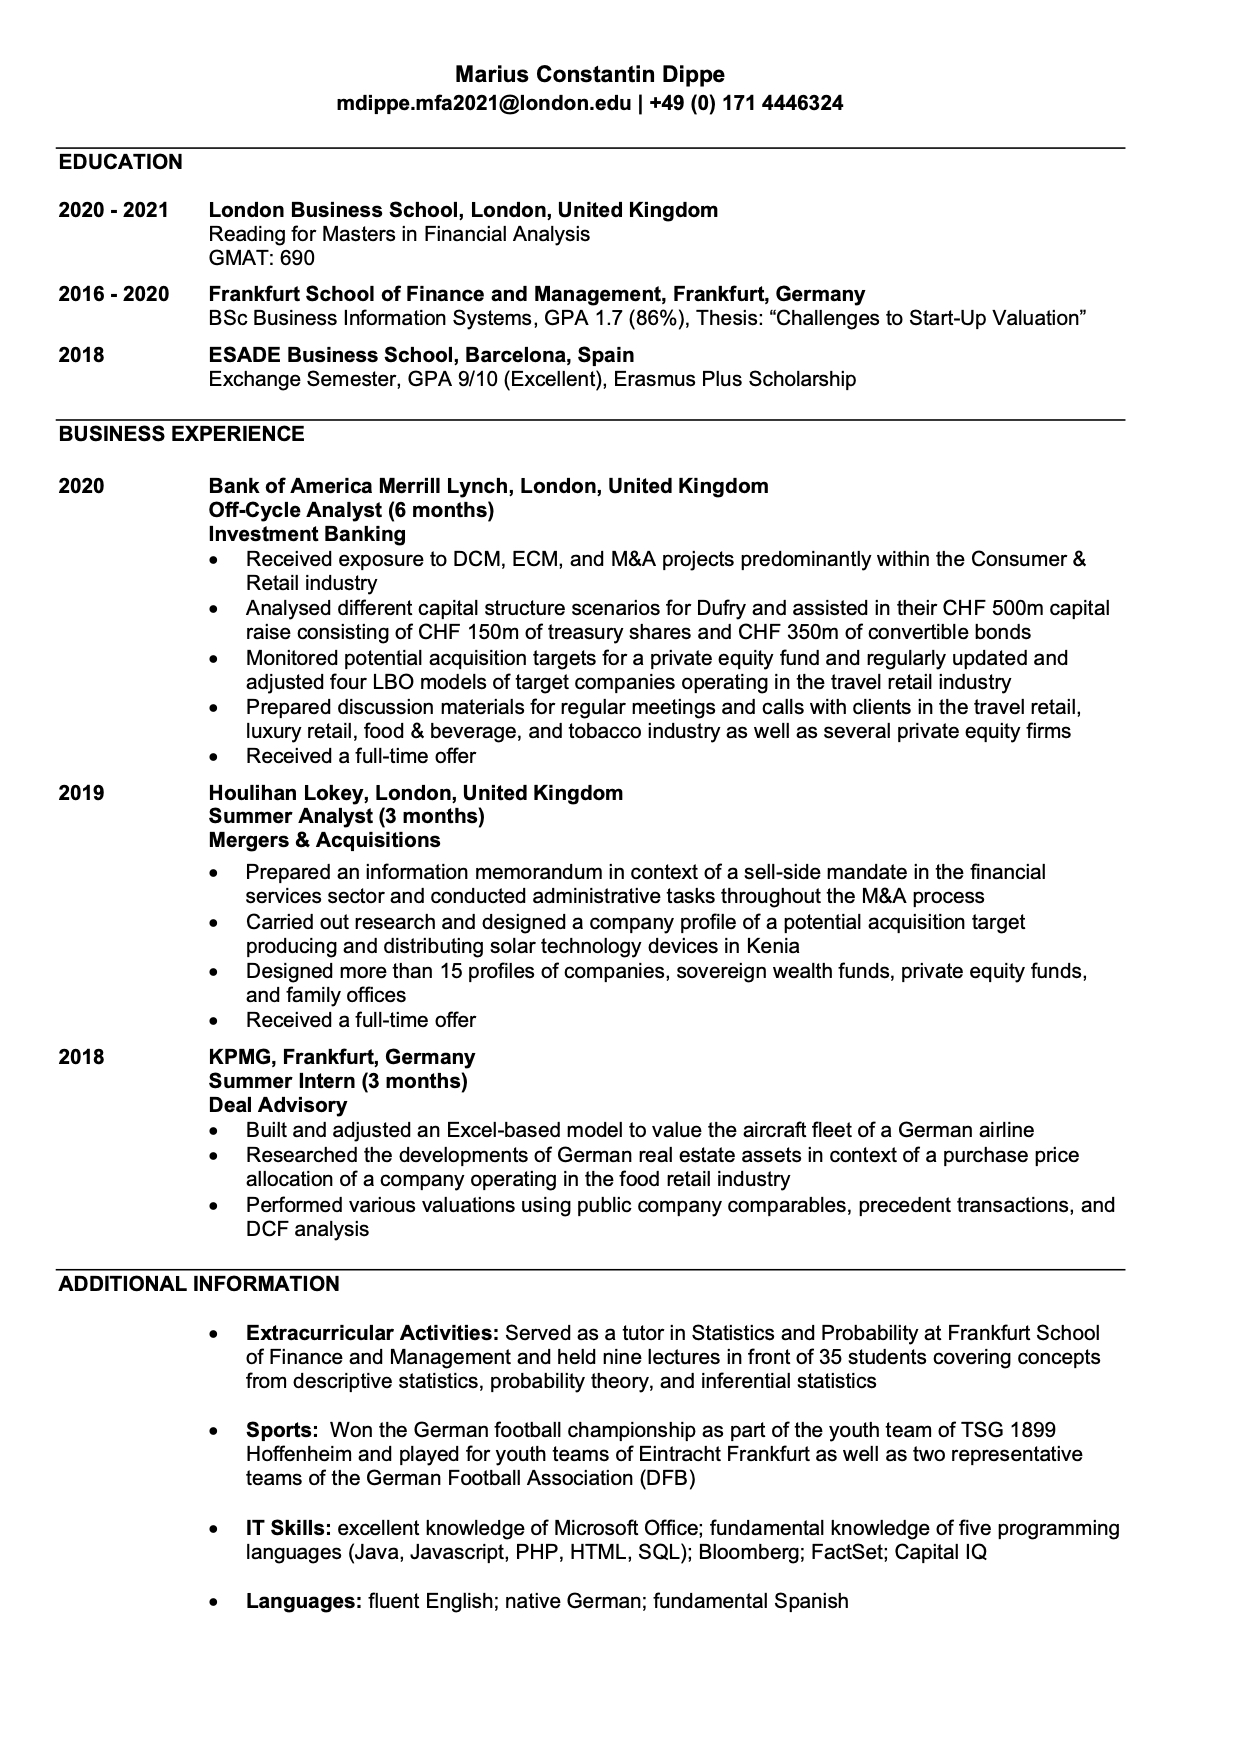 Marius Constantin Dippe
mdippe.mfa2021@london.edu | +49 (0) 171 4446324
EDUCATION
2020 - 2021 London Business School, London, United Kingdom
Reading for Masters in Financial Analysis
GMAT: 690
2016 - 2020 Frankfurt School of Finance and Management, Frankfurt, Germany
BSc Business Information Systems, GPA 1.7 (86%), Thesis: “Challenges to Start-Up Valuation”
2018 ESADE Business School, Barcelona, Spain
Exchange Semester, GPA 9/10 (Excellent), Erasmus Plus Scholarship
BUSINESS EXPERIENCE
2020 Bank of America Merrill Lynch, London, United Kingdom
Off-Cycle Analyst (6 months)
Investment Banking
• Received exposure to DCM, ECM, and M&A projects predominantly within the Consumer &
Retail industry
• Analysed different capital structure scenarios for Dufry and assisted in their CHF 500m capital
raise consisting of CHF 150m of treasury shares and CHF 350m of convertible bonds
• Monitored potential acquisition targets for a private equity fund and regularly updated and
adjusted four LBO models of target companies operating in the travel retail industry
• Prepared discussion materials for regular meetings and calls with clients in the travel retail,
luxury retail, food & beverage, and tobacco industry as well as several private equity firms
• Received a full-time offer
2019 Houlihan Lokey, London, United Kingdom
Summer Analyst (3 months)
Mergers & Acquisitions
• Prepared an information memorandum in context of a sell-side mandate in the financial
services sector and conducted administrative tasks throughout the M&A process
• Carried out research and designed a company profile of a potential acquisition target
producing and distributing solar technology devices in Kenia
• Designed more than 15 profiles of companies, sovereign wealth funds, private equity funds,
and family offices
• Received a full-time offer
2018 KPMG, Frankfurt, Germany
Summer Intern (3 months)
Deal Advisory
• Built and adjusted an Excel-based model to value the aircraft fleet of a German airline
• Researched the developments of German real estate assets in context of a purchase price
allocation of a company operating in the food retail industry
• Performed various valuations using public company comparables, precedent transactions, and
DCF analysis
ADDITIONAL INFORMATION
• Extracurricular Activities: Served as a tutor in Statistics and Probability at Frankfurt School
of Finance and Management and held nine lectures in front of 35 students covering concepts
from descriptive statistics, probability theory, and inferential statistics
• Sports: Won the German football championship as part of the youth team of TSG 1899
Hoffenheim and played for youth teams of Eintracht Frankfurt as well as two representative
teams of the German Football Association (DFB)
• IT Skills: excellent knowledge of Microsoft Office; fundamental knowledge of five programming
languages (Java, Javascript, PHP, HTML, SQL); Bloomberg; FactSet; Capital IQ
• Languages: fluent English; native German; fundamental Spanish